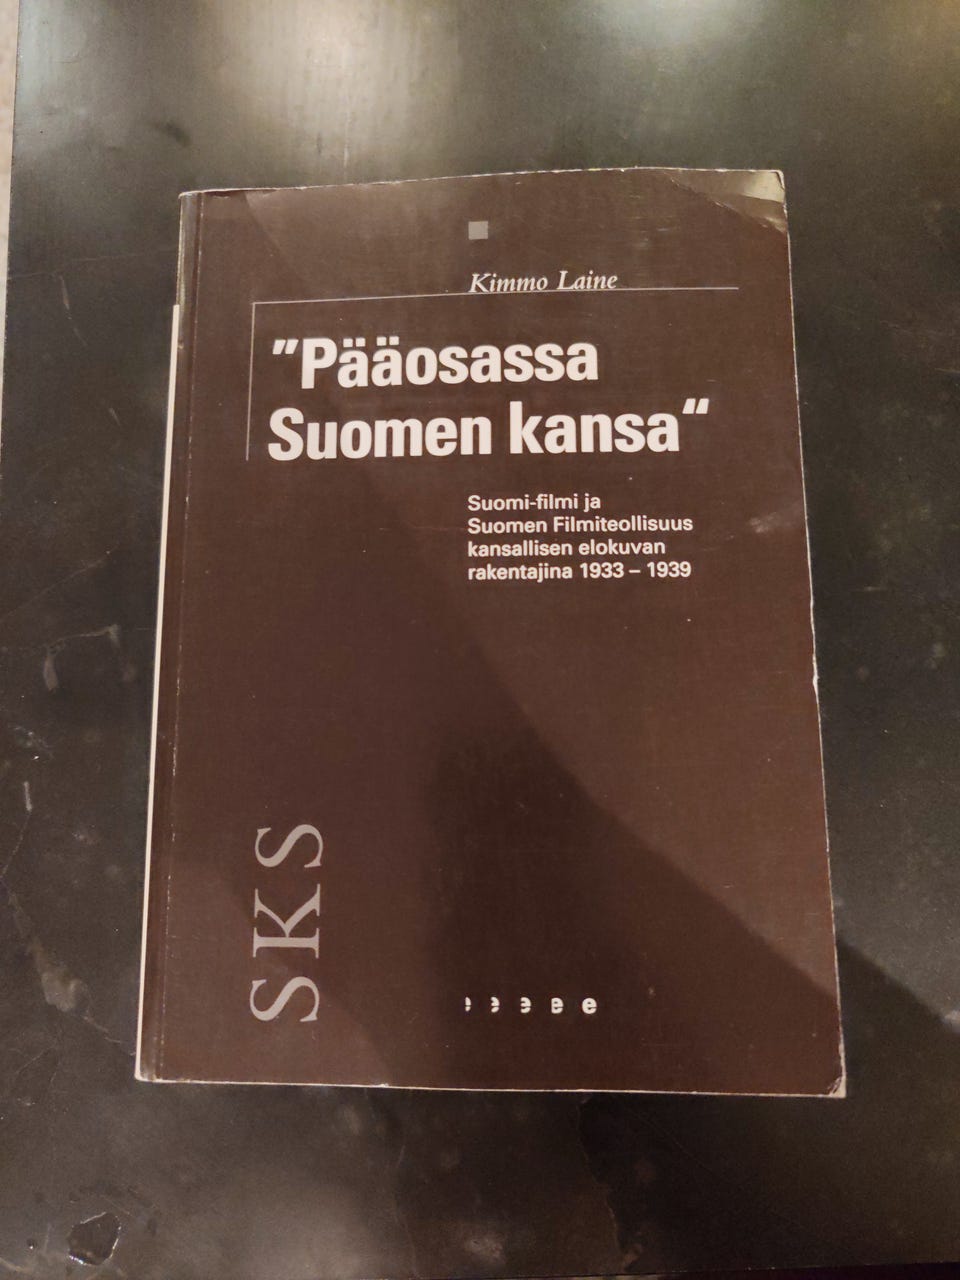 Kimmo Laine
"Pääosassa
Suomen kansa"
Suomi-filmi ja
Suomen Filmiteollisuus
kansallisen elokuvan
rakentajina 1933 – 1939
SKS
e